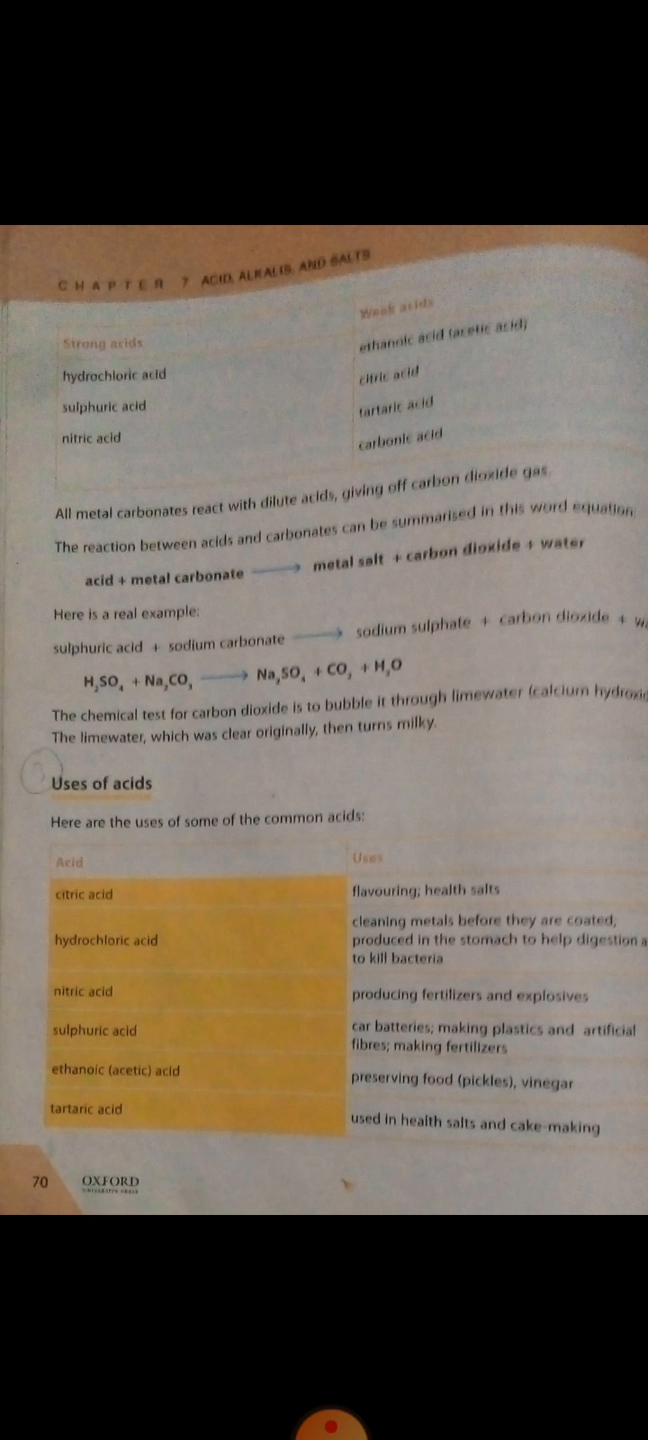 CHAPTER 7 ACID, ALKALIS, AND SALTS
Strong acids Weak acids
hydrochloric acid ethanoic acid (acetic acid)
sulphuric acid citric acid
nitric acid tartaric acid
carbonic acid
All metal carbonates react with dilute acids, giving off carbon dioxide gas.
The reaction between acids and carbonates can be summarised in this word equation:
acid + metal carbonate ⟶ metal salt + carbon dioxide + water
Here is a real example:
sulphuric acid + sodium carbonate ⟶ sodium sulphate + carbon dioxide +
H₂SO₄ + Na₂CO₃ ⟶ Na₂SO₄ + CO₂ + H₂O
The chemical test for carbon dioxide is to bubble it through limewater (calcium
The limewater, which was clear originally, then turns milky.
Uses of acids
Here are the uses of some of the common acids:
Acid Uses
citric acid flavouring; health salts
hydrochloric acid cleaning metals before they are coated,
produced in the stomach to help digestion
to kill bacteria
nitric acid producing fertilizers and explosives
sulphuric acid car batteries; making plastics and artificial
fibres; making fertilizers
ethanoic (acetic) acid preserving food (pickles), vinegar
tartaric acid used in health salts and cake-making
70 OXFORD
UNIVERSITY PRESS